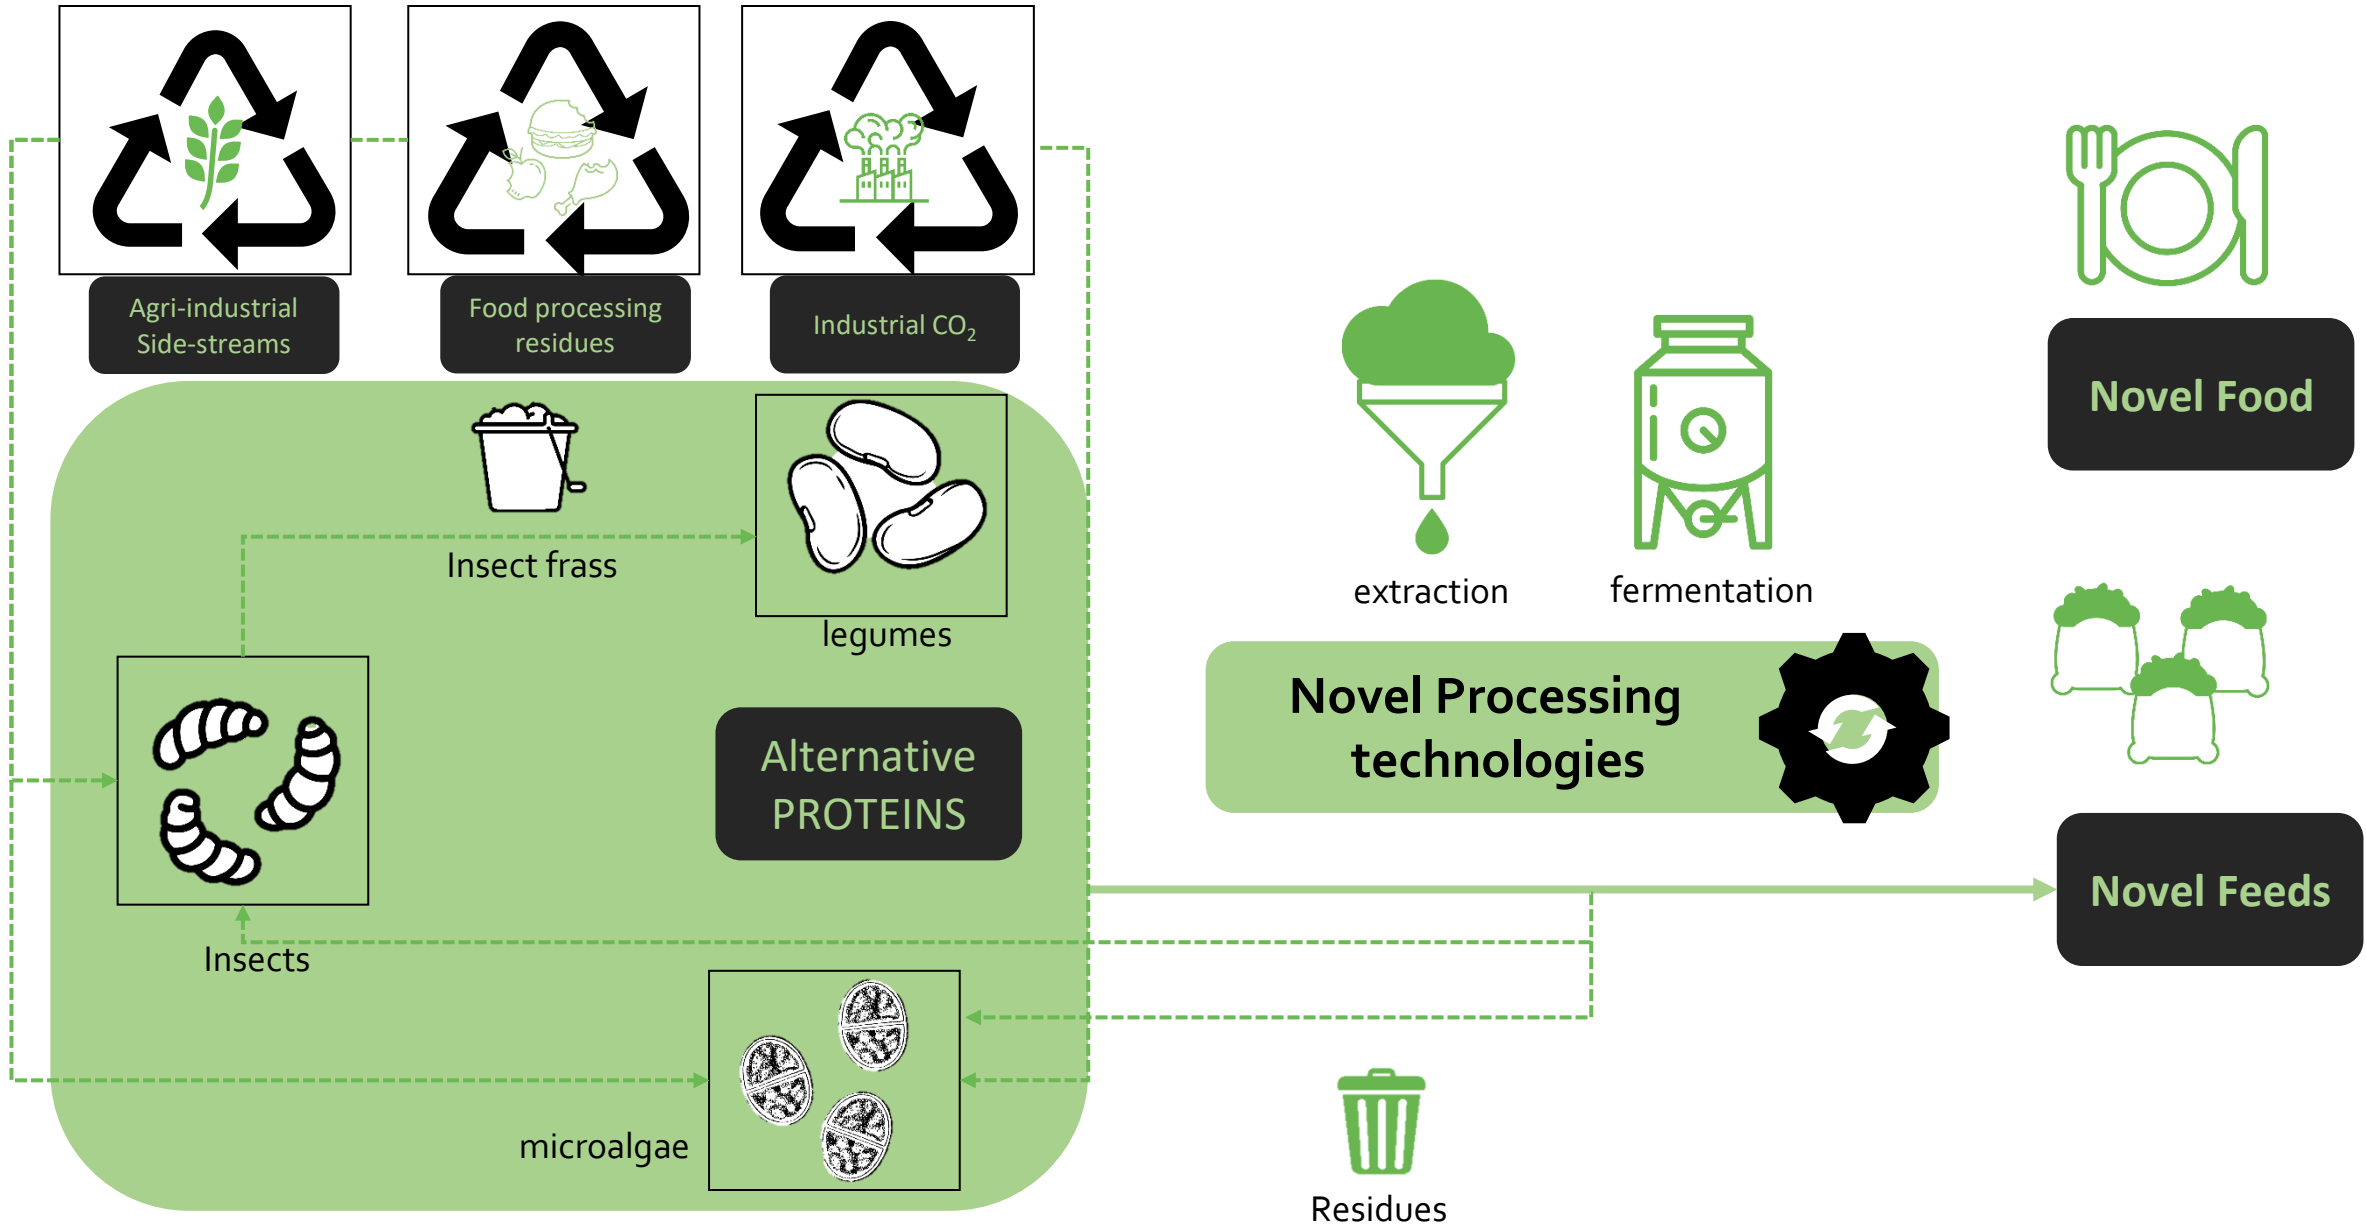 Agri-industrial
Side-streams
Food processing
residues
Industrial CO₂
Insect frass
legumes
Insects
Alternative
PROTEINS
microalgae
extraction
fermentation
Novel Processing
technologies
Residues
Novel Food
Novel Feeds